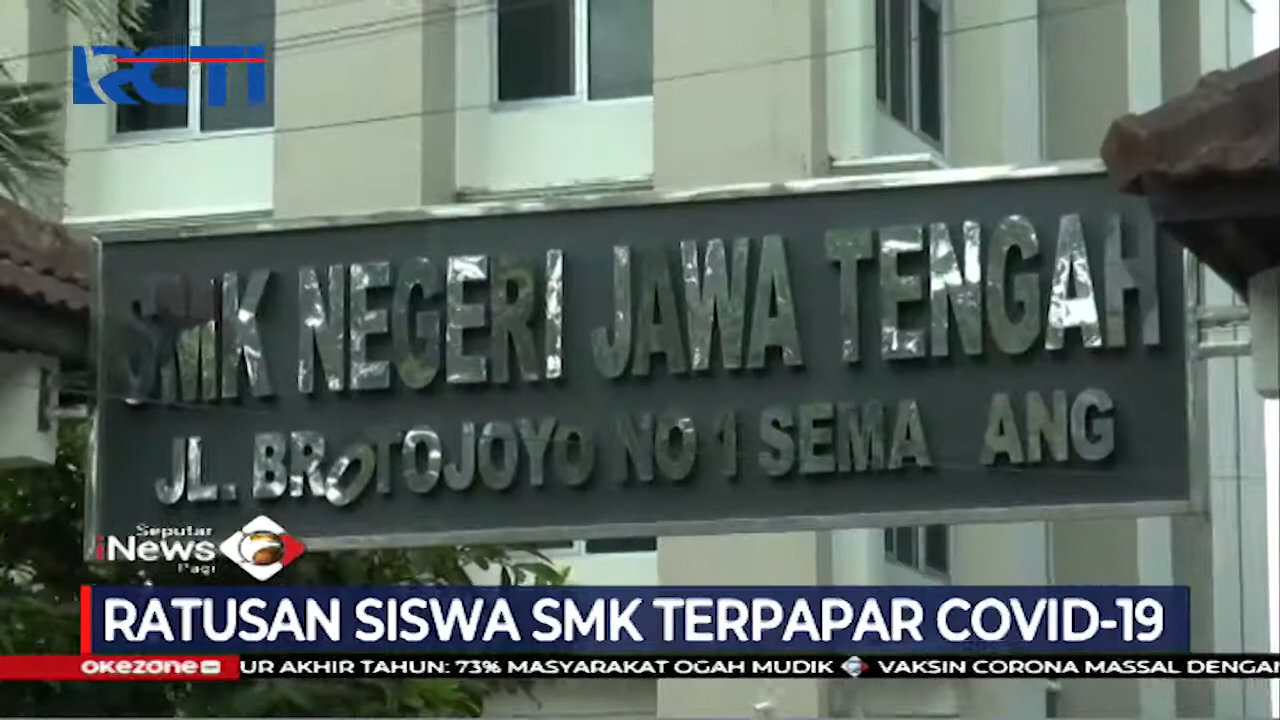 RCTI
SMK NEGERI JAWA TENGAH
JL. BROTOJOYO NO 1 SEMA ANG
Seputar
iNews
Pagi
RATUSAN SISWA SMK TERPAPAR COVID-19
okezone UR AKHIR TAHUN: 73% MASYARAKAT OGAH MUDIK VAKSIN CORONA MASSAL DENGAN